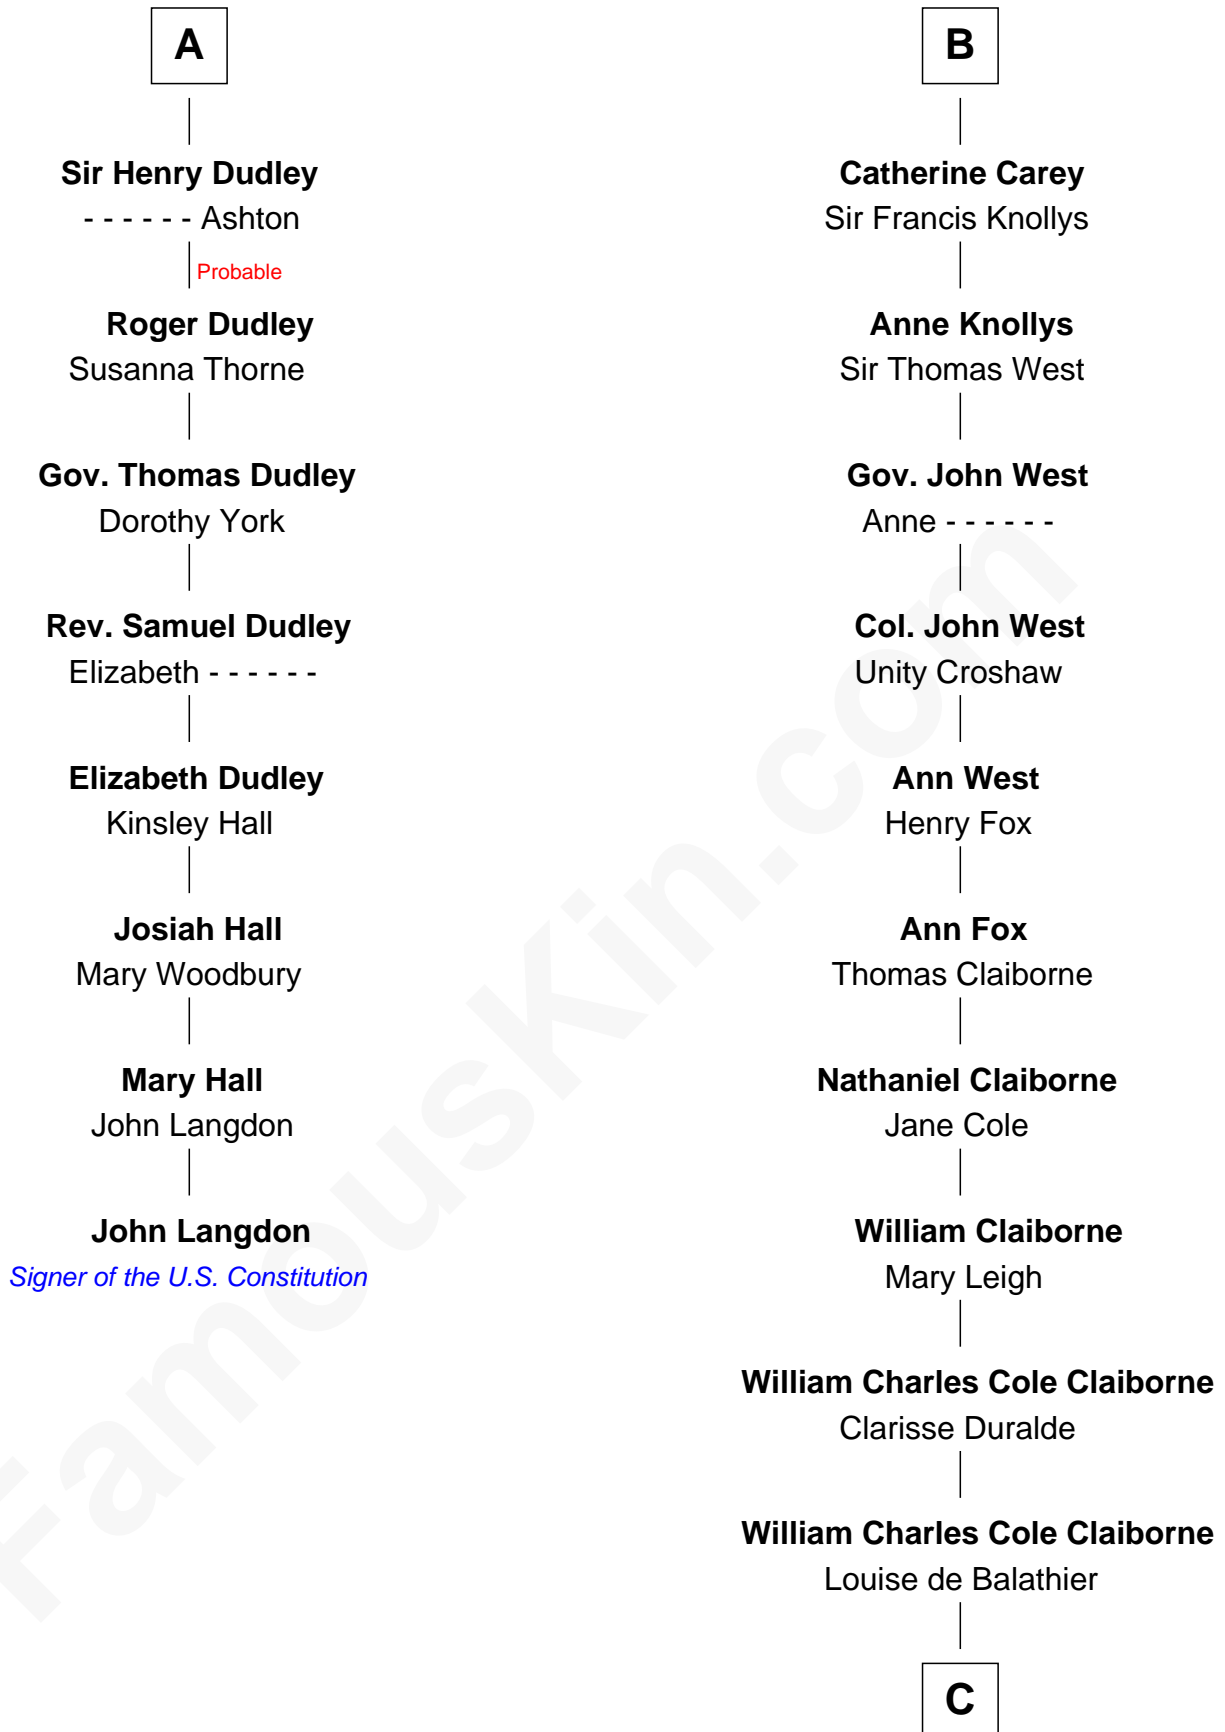 A
Sir Henry Dudley
- - - - - - Ashton
Probable
Roger Dudley
Susanna Thorne
Gov. Thomas Dudley
Dorothy York
Rev. Samuel Dudley
Elizabeth - - - - - -
Elizabeth Dudley
Kinsley Hall
Josiah Hall
Mary Woodbury
Mary Hall
John Langdon
John Langdon
Signer of the U.S. Constitution
B
Catherine Carey
Sir Francis Knollys
Anne Knollys
Sir Thomas West
Gov. John West
Anne - - - - - -
Col. John West
Unity Croshaw
Ann West
Henry Fox
Ann Fox
Thomas Claiborne
Nathaniel Claiborne
Jane Cole
William Claiborne
Mary Leigh
William Charles Cole Claiborne
Clarisse Duralde
William Charles Cole Claiborne
Louise de Balathier
C
FamousKin.com